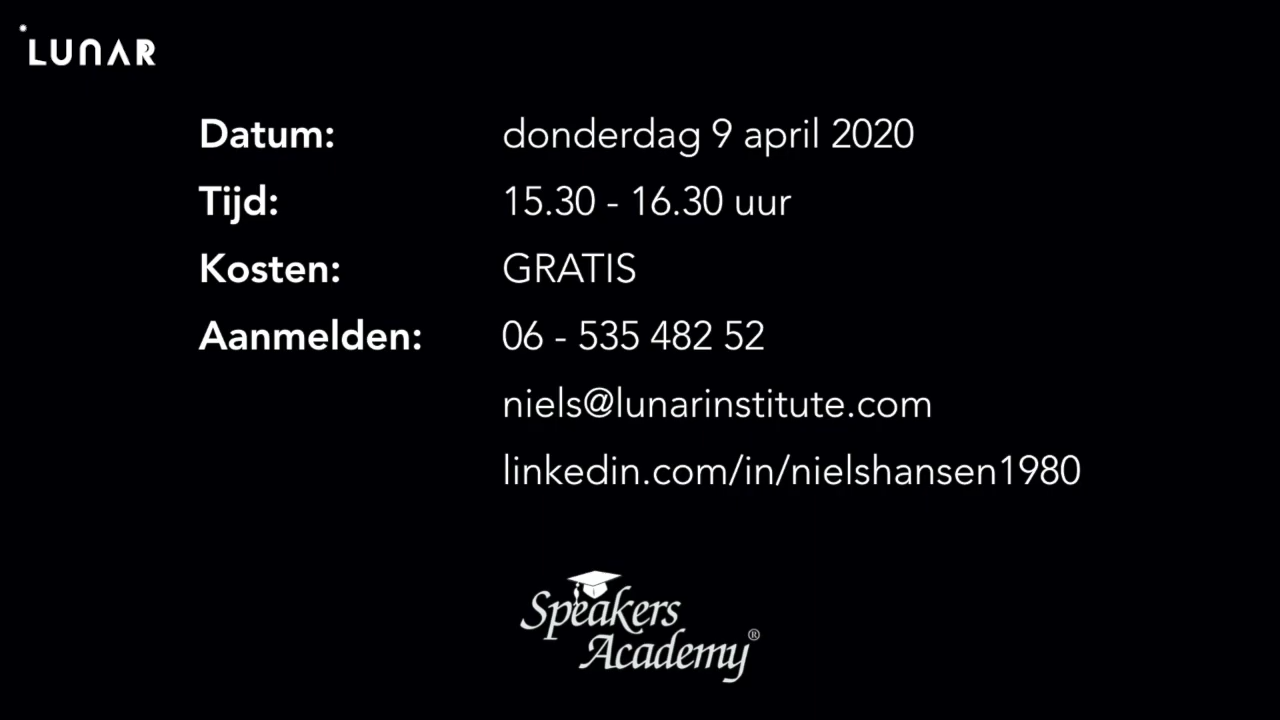 LUNAR
Datum: donderdag 9 april 2020
Tijd: 15.30 - 16.30 uur
Kosten: GRATIS
Aanmelden: 06 - 535 482 52
niels@lunarinstitute.com
linkedin.com/in/nielshansen1980
Speakers
Academy®